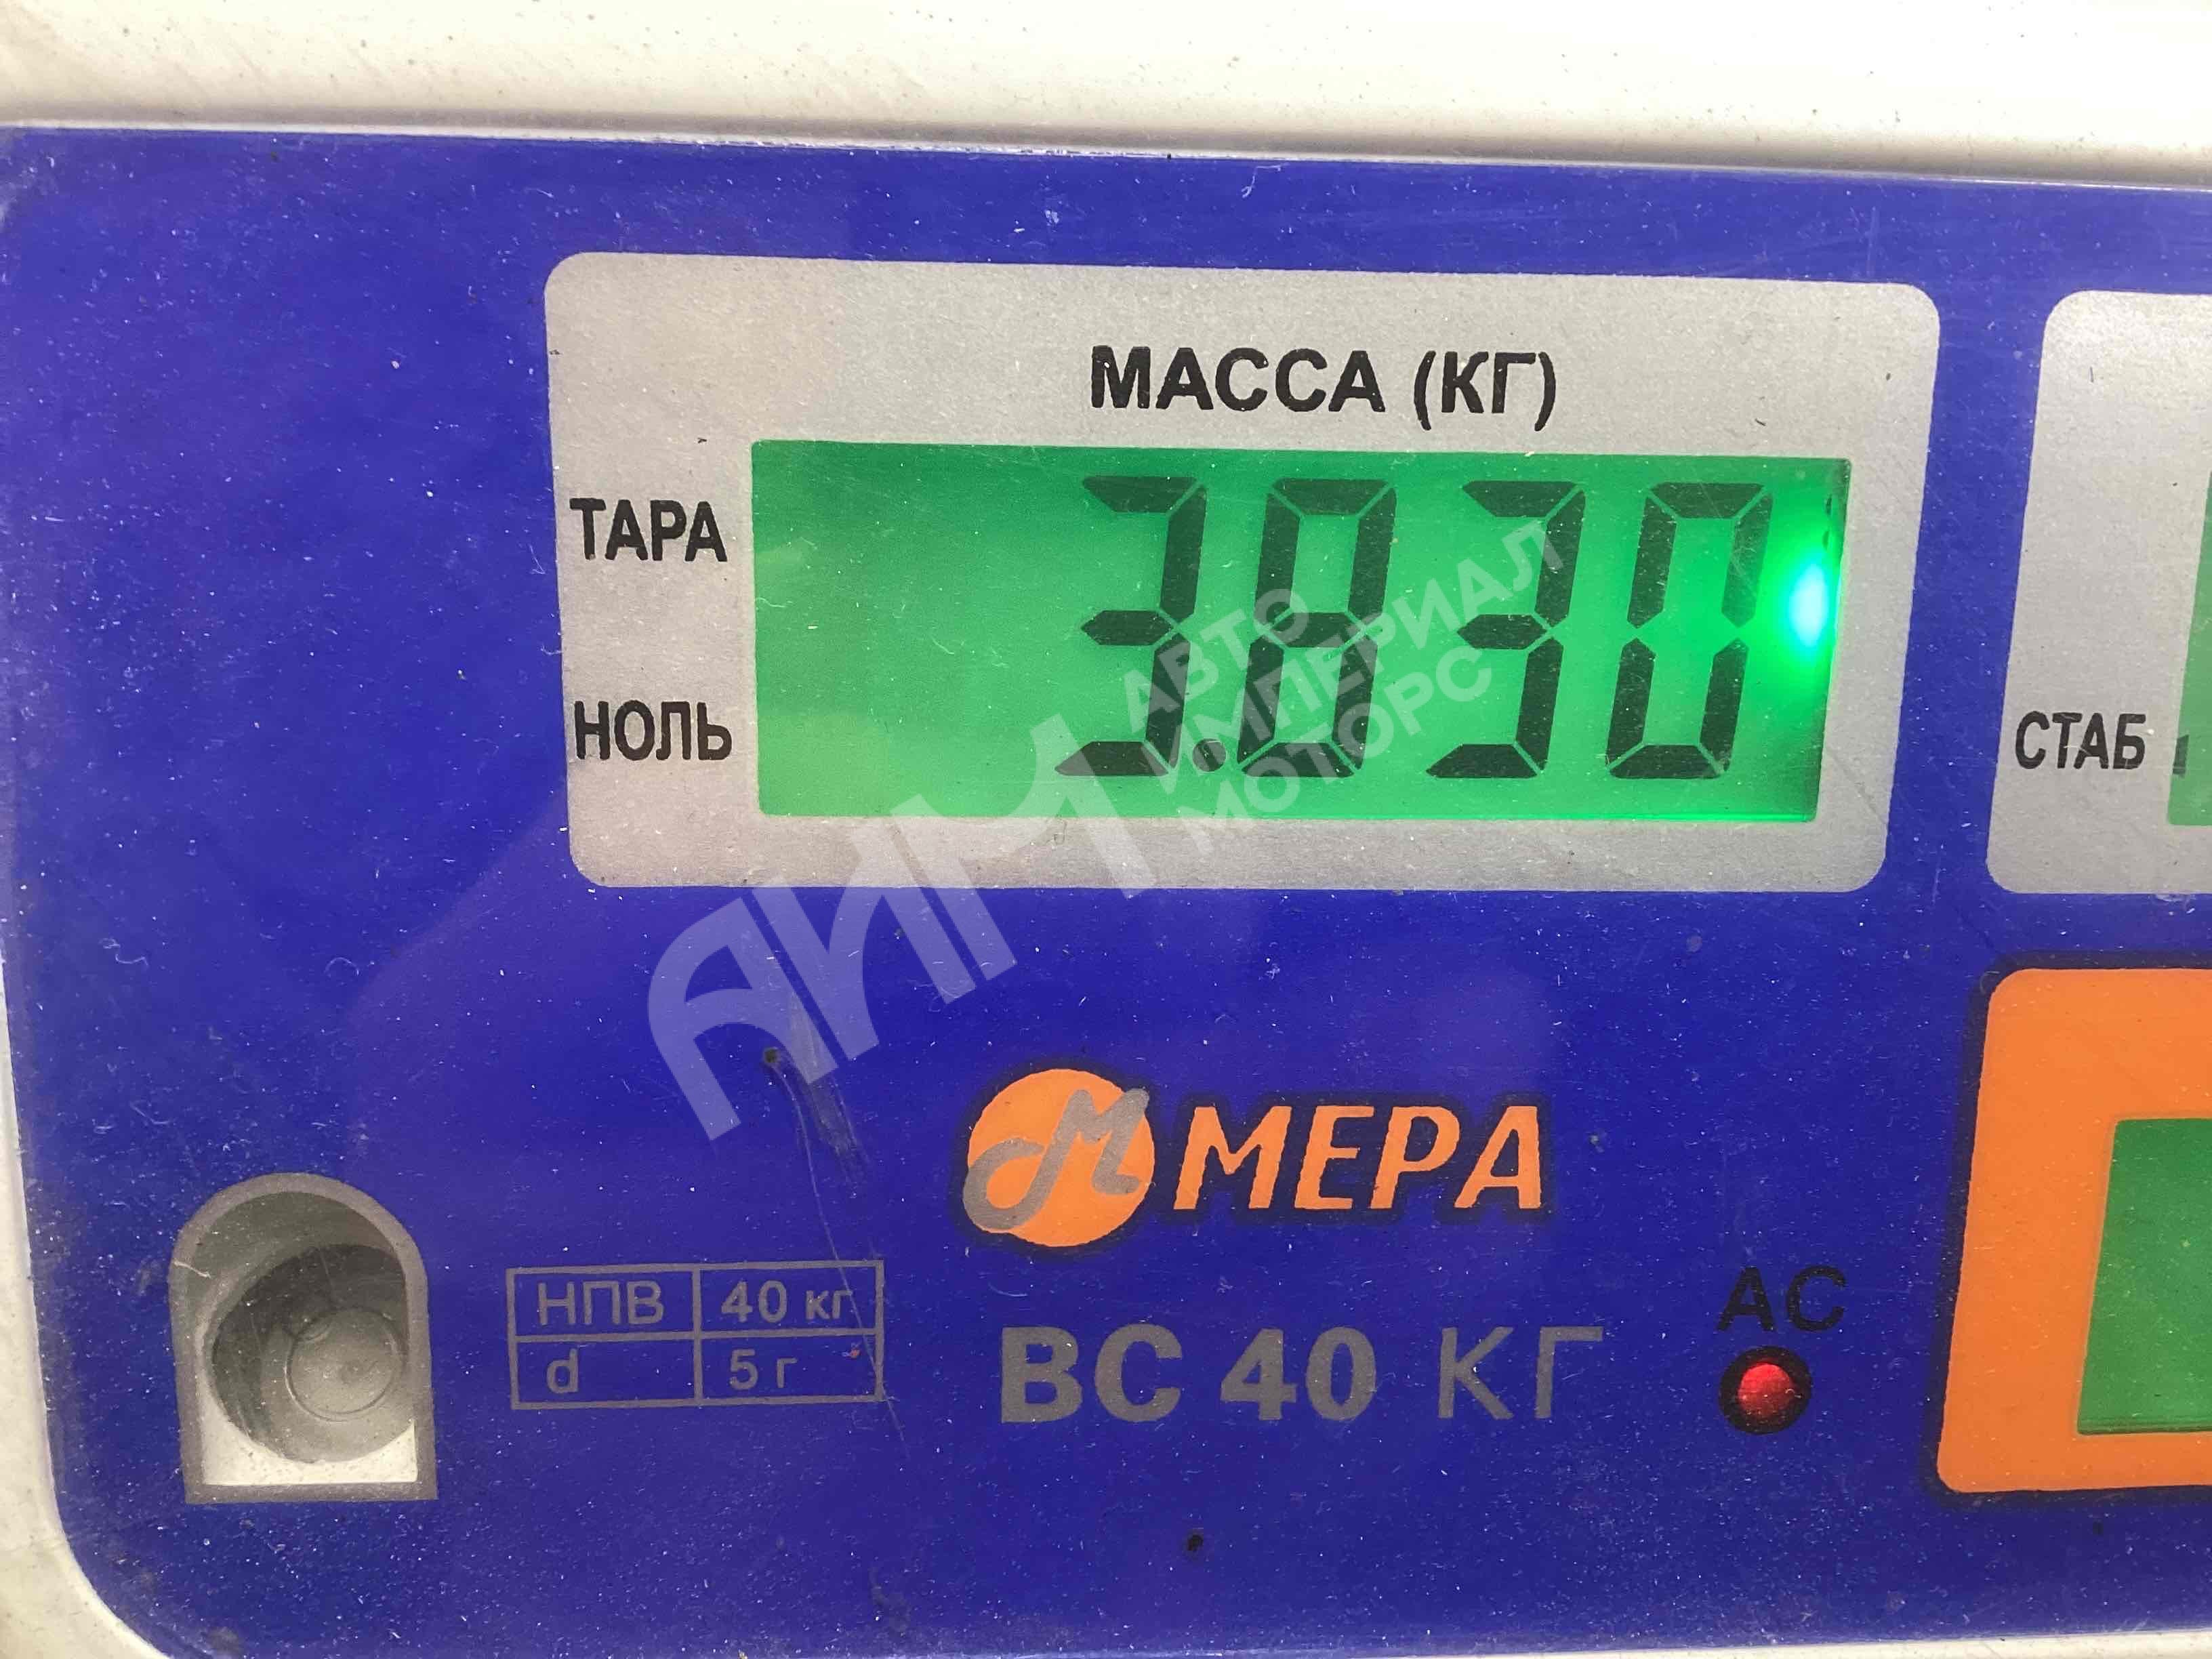 МАССА (КГ)
ТАРА
3.830
НОЛЬ
СТАБ
АИМ
АВТО
ИМПЕРИАЛ
МОТОРС
МЕРА
НПВ 40 кг
d 5 г
ВС 40 КГ
АС